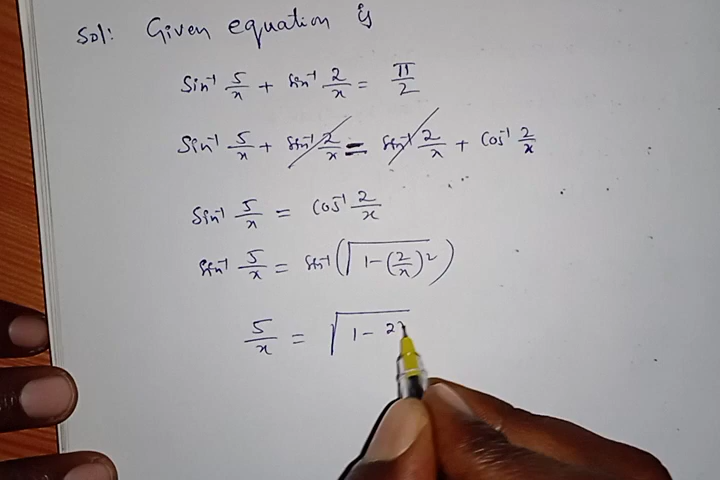 Sol: Given equation is
Sin⁻¹ 5/x + Sin⁻¹ 2/x = π/2
Sin⁻¹ 5/x + Sin⁻¹ 2/x = Sin⁻¹ 2/x + Cos⁻¹ 2/x
Sin⁻¹ 5/x = Cos⁻¹ 2/x
Sin⁻¹ 5/x = Sin⁻¹(√(1-(2/x)²))
5/x = √(1-2²